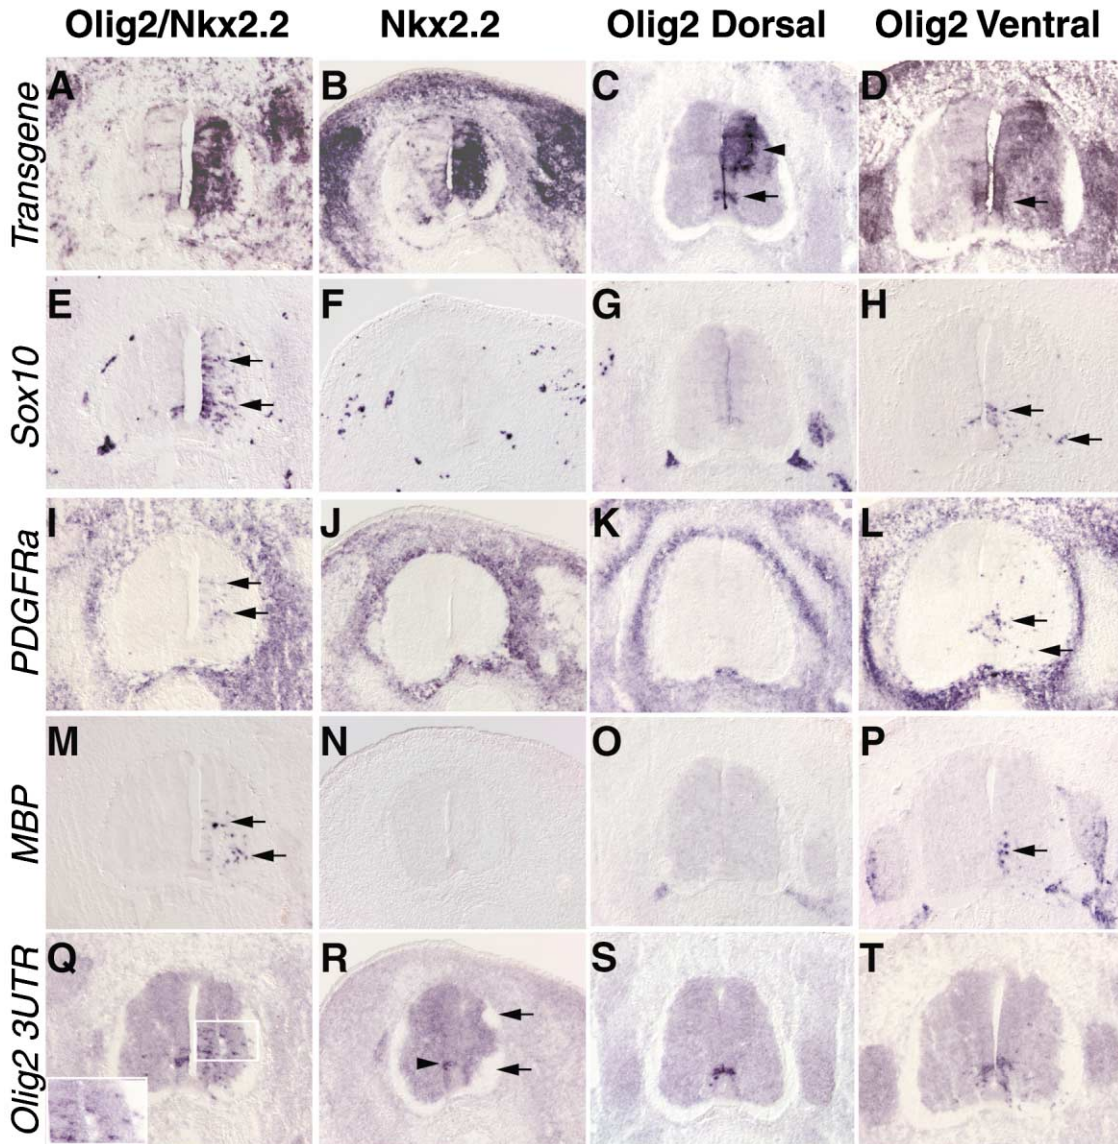 Olig2/Nkx2.2 Nkx2.2 Olig2 Dorsal Olig2 Ventral
Transgene
A B C D
Sox10
E F G H
PDGFRa
I J K L
MBP
M N O P
Olig2 3UTR
Q R S T